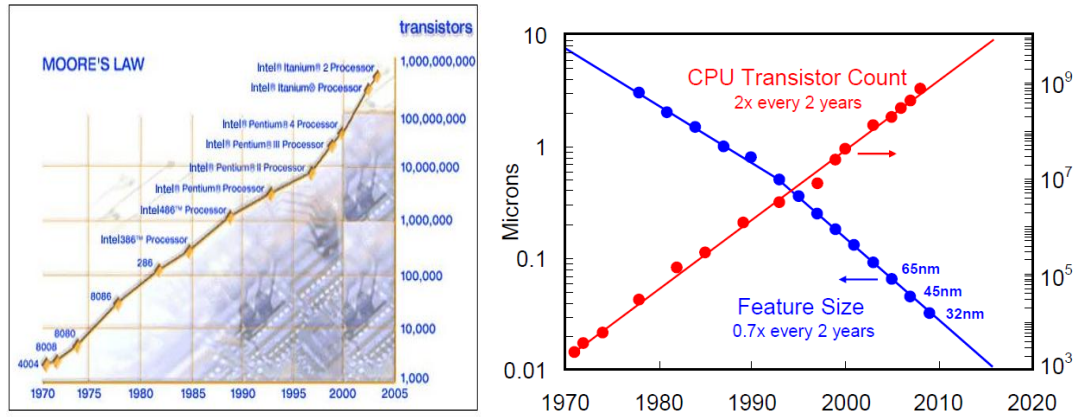 transistors
MOORE'S LAW
1,000,000,000
Intel® Itanium® 2 Processor
Intel® Itanium® Processor
100,000,000
Intel® Pentium® 4 Processor
Intel® Pentium® III Processor
10,000,000
Intel® Pentium® II Processor
Intel® Pentium® Processor
1,000,000
Intel486™ Processor
Intel386™ Processor
286
100,000
8086
10,000
8080
8008
4004
1,000
1970 1975 1980 1985 1990 1995 2000 2005
10
CPU Transistor Count
2x every 2 years
10⁹
1
10⁷
Microns
0.1
65nm
10⁵
45nm
Feature Size
32nm
0.7x every 2 years
0.01
10³
1970 1980 1990 2000 2010 2020